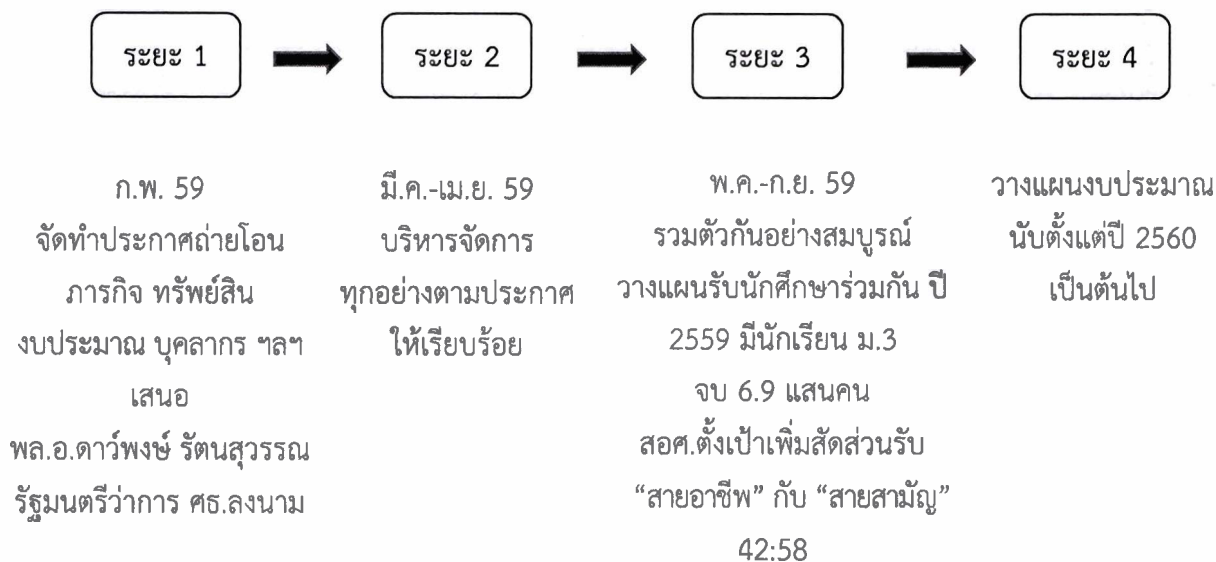 ระยะ 1
ระยะ 2
ระยะ 3
ระยะ 4
ก.พ. 59
จัดทำประกาศถ่ายโอน
ภารกิจ ทรัพย์สิน
งบประมาณ บุคลากร ฯลฯ
เสนอ
พล.อ.ดาว์พงษ์ รัตนสุวรรณ
รัฐมนตรีว่าการ ศธ.ลงนาม
มี.ค.-เม.ย. 59
บริหารจัดการ
ทุกอย่างตามประกาศ
ให้เรียบร้อย
พ.ค.-ก.ย. 59
รวมตัวกันอย่างสมบูรณ์
วางแผนรับนักศึกษาร่วมกัน ปี
2559 มีนักเรียน ม.3
จบ 6.9 แสนคน
สอศ.ตั้งเป้าเพิ่มสัดส่วนรับ
“สายอาชีพ” กับ “สายสามัญ”
42:58
วางแผนงบประมาณ
นับตั้งแต่ปี 2560
เป็นต้นไป